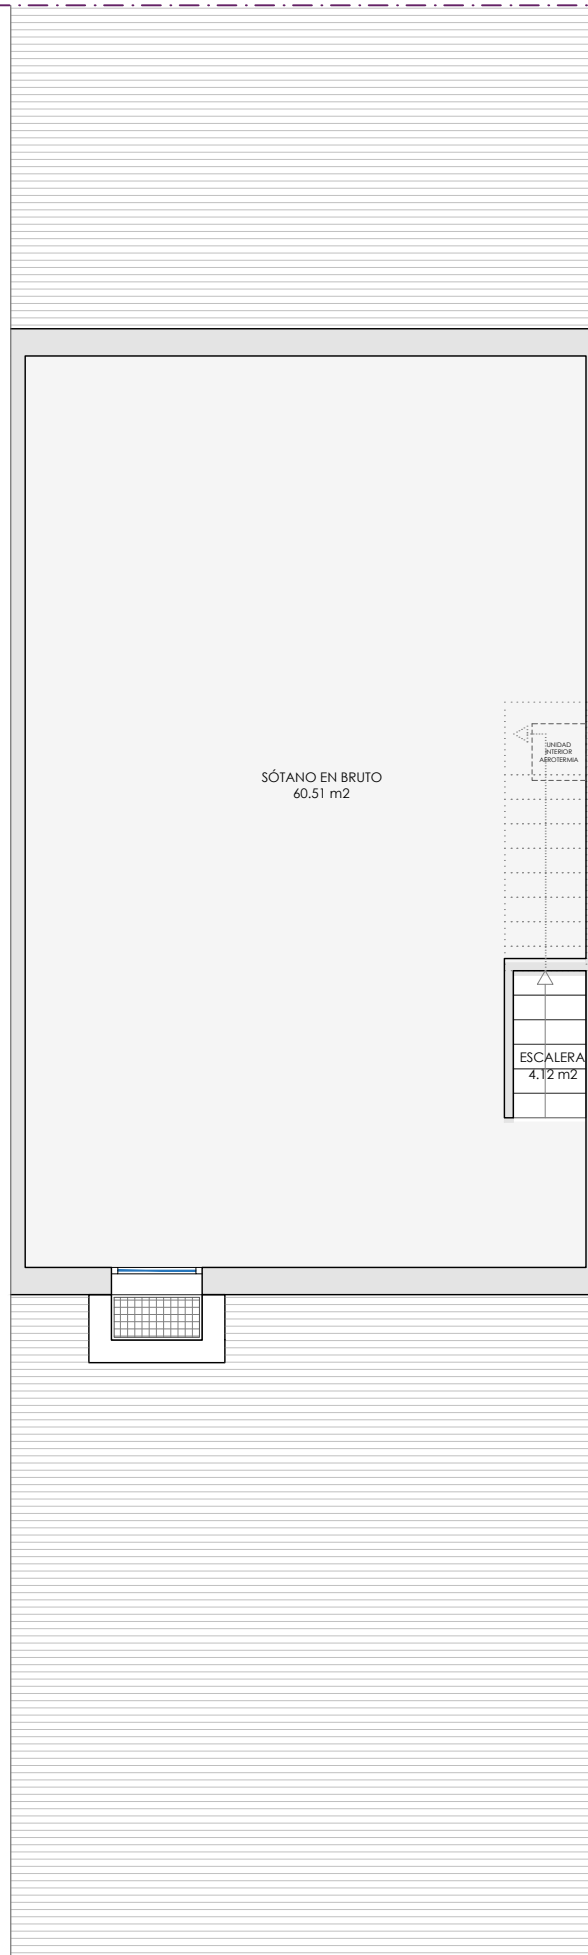 SÓTANO EN BRUTO
60.51 m2
UNIDAD
INTERIOR
AEROTERMIA
ESCALERA
4.12 m2